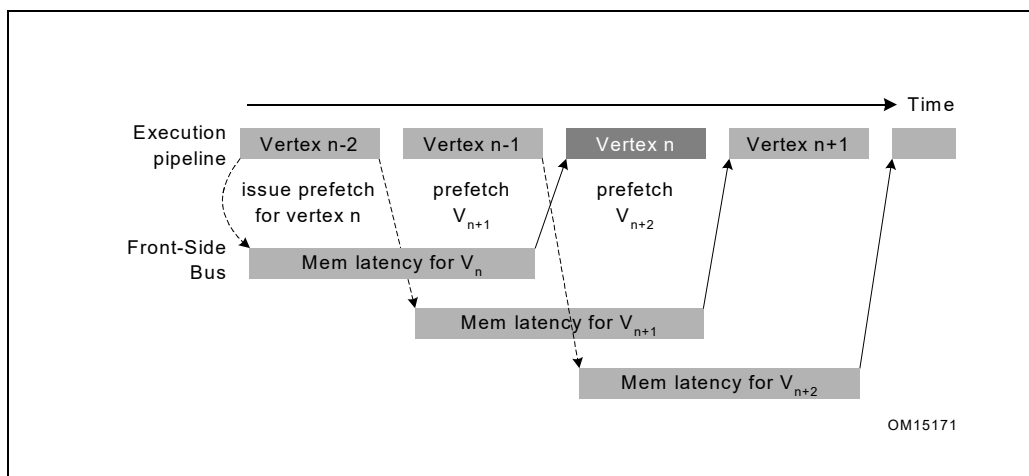 Time
Execution
pipeline
Vertex n-2
Vertex n-1
Vertex n
Vertex n+1
issue prefetch
for vertex n
prefetch
Vn+1
prefetch
Vn+2
Front-Side
Bus
Mem latency for Vn
Mem latency for Vn+1
Mem latency for Vn+2
OM15171